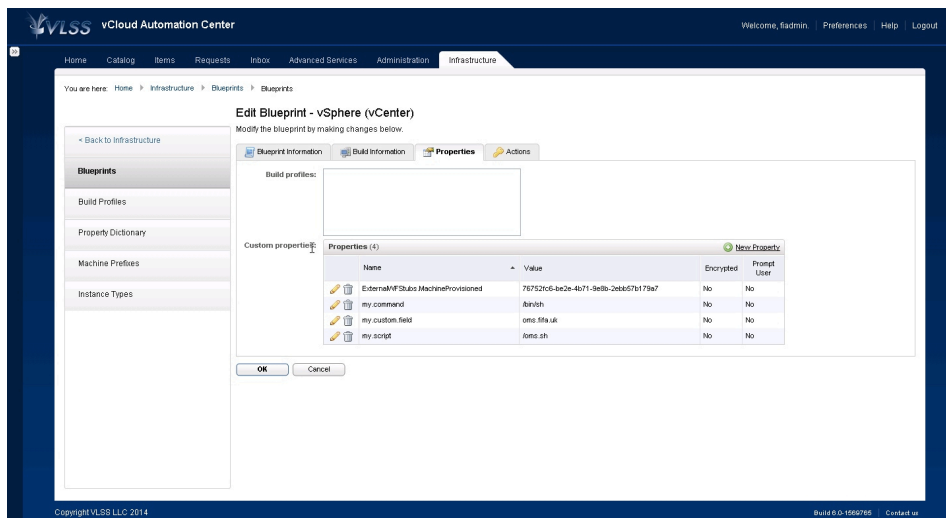 VLSS vCloud Automation Center
Welcome, fiadmin. Preferences Help Logout
Home Catalog Items Requests Inbox Advanced Services Administration Infrastructure
You are here: Home Infrastructure Blueprints Blueprints
Edit Blueprint - vSphere (vCenter)
Modify the blueprint by making changes below.
< Back to Infrastructure
Blueprints
Build Profiles
Property Dictionary
Machine Prefixes
Instance Types
Blueprint Information Build Information Properties Actions
Build profiles:
Custom properties:
Properties (4) New Property
Name Value Encrypted Prompt User
ExternalWFStubs.MachineProvisioned 76752fc6-be2e-4b71-9e8b-2ebb57b179a7 No No
my.command /bin/sh No No
my.custom.field oms.fifa.uk No No
my.script /oms.sh No No
OK Cancel
Copyright VLSS LLC 2014
Build 6.0-1569765 Contact us